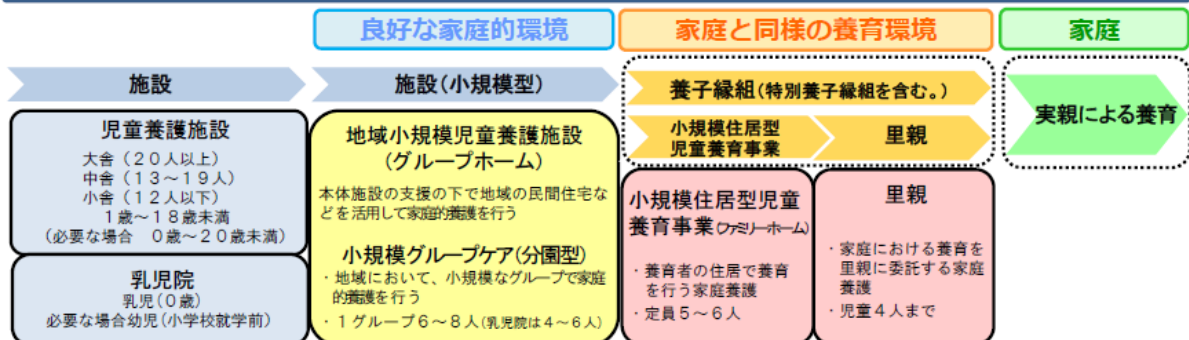 良好な家庭的環境
家庭と同様の養育環境
家庭
施設
施設(小規模型)
養子縁組(特別養子縁組を含む。)
小規模住居型
児童養育事業
里親
実親による養育
児童養護施設
大舎(20人以上)
中舎(13~19人)
小舎(12人以下)
1歳~18歳未満
(必要な場合 0歳~20歳未満)
乳児院
乳児(0歳)
必要な場合幼児(小学校就学前)
地域小規模児童養護施設
(グループホーム)
本体施設の支援の下で地域の民間住宅な
どを活用して家庭的養護を行う
小規模グループケア(分園型)
・地域において、小規模なグループで家庭
的養護を行う
・1グループ6~8人(乳児院は4~6人)
小規模住居型児童
養育事業(ファミリーホーム)
・養育者の住居で養育
を行う家庭養護
・定員5~6人
里親
・家庭における養育を
里親に委託する家庭
養護
・児童4人まで